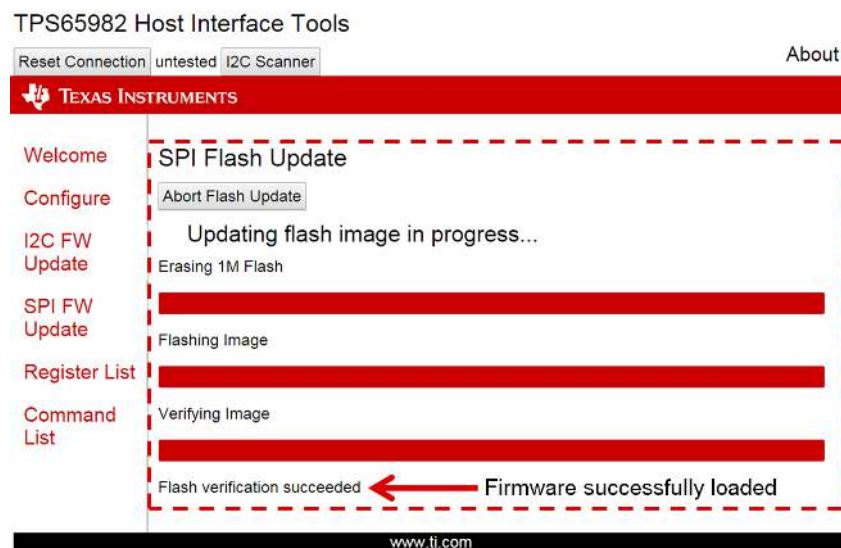 TPS65982 Host Interface Tools
Reset Connection untested I2C Scanner About
TEXAS INSTRUMENTS
Welcome
Configure
I2C FW
Update
SPI FW
Update
Register List
Command
List
SPI Flash Update
Abort Flash Update
Updating flash image in progress...
Erasing 1M Flash
Flashing Image
Verifying Image
Flash verification succeeded Firmware successfully loaded
www.ti.com